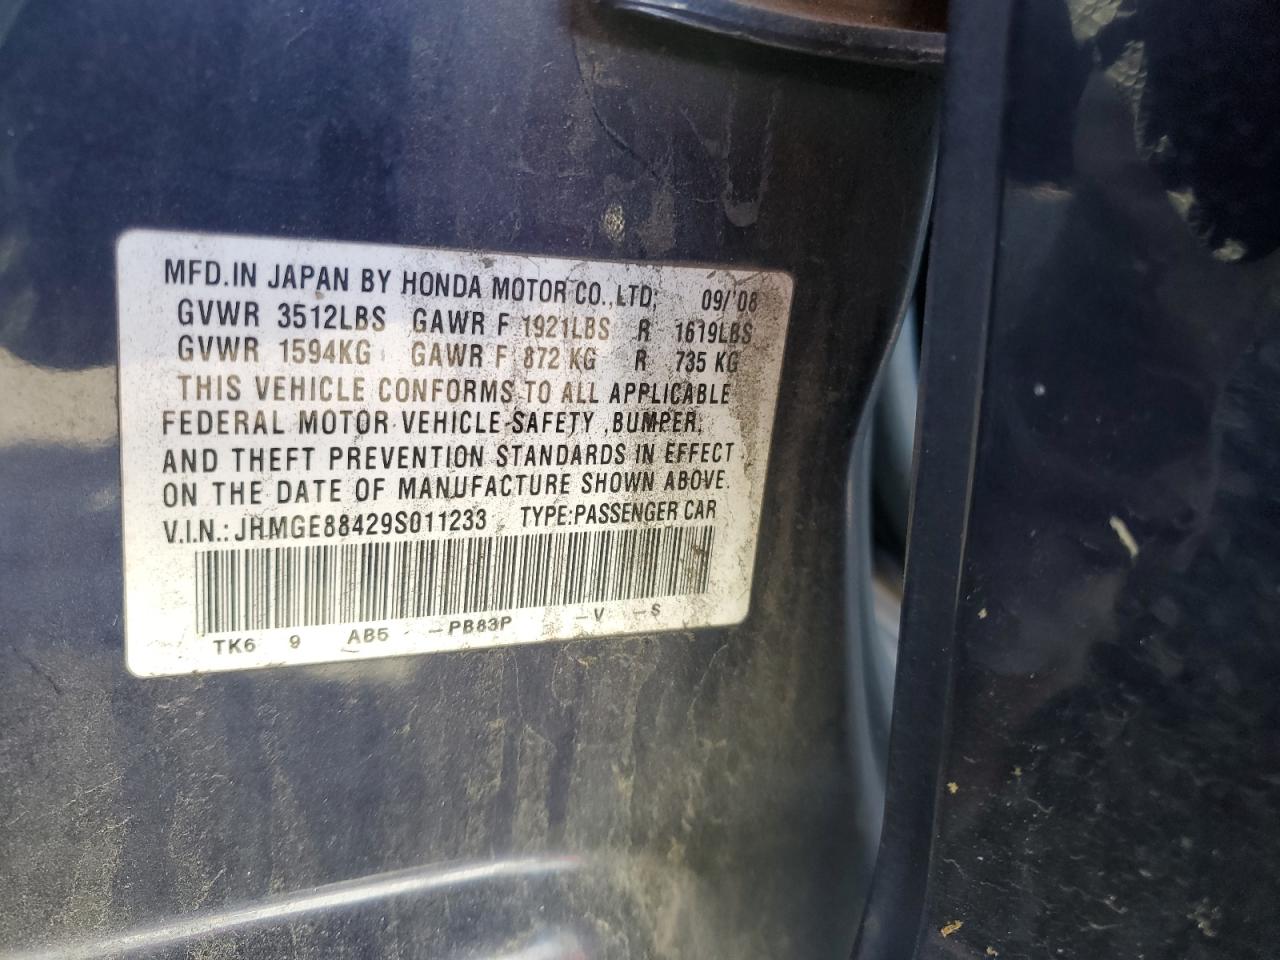 MFD.IN JAPAN BY HONDA MOTOR CO.,LTD; 09/'08
GVWR 3512LBS GAWR F 1921LBS R 1619LBS
GVWR 1594KG GAWR F 872 KG R 735 KG
THIS VEHICLE CONFORMS TO ALL APPLICABLE
FEDERAL MOTOR VEHICLE SAFETY ,BUMPER,
AND THEFT PREVENTION STANDARDS IN EFFECT
ON THE DATE OF MANUFACTURE SHOWN ABOVE.
V.I.N.: JHMGE88429S011233 TYPE:PASSENGER CAR
TK6 9 AB5 -PB83P -V -S